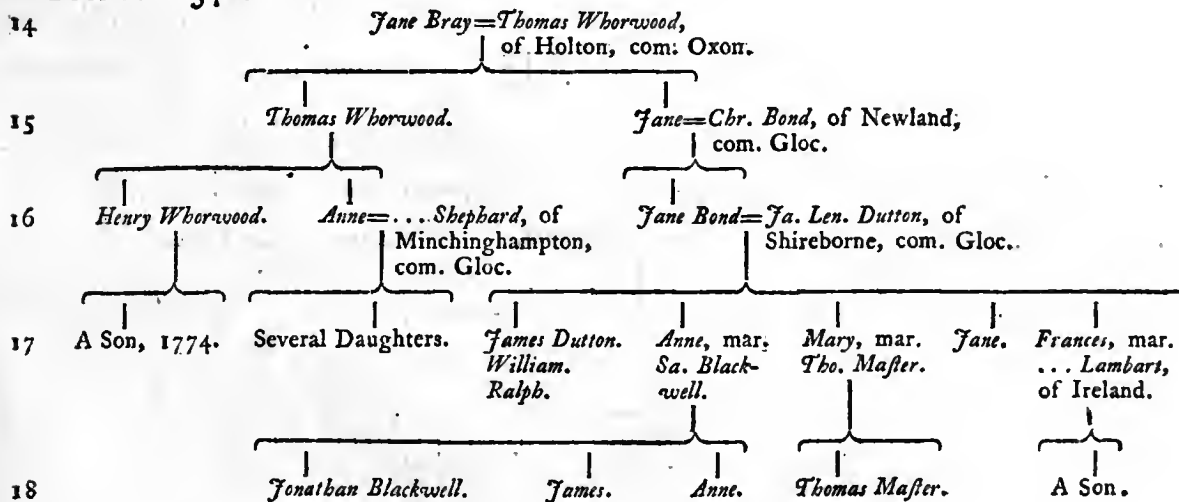 14 Jane Bray=Thomas Whorwood,
of Holton, com. Oxon.
15 Thomas Whorwood. Jane=Chr. Bond, of Newland,
com. Gloc.
16 Henry Whorwood. Anne=... Shephard, of Jane Bond=Ja. Len. Dutton, of
Minchinghampton, Shireborne, com. Gloc.
com. Gloc.
17 A Son, 1774. Several Daughters. James Dutton. Anne, mar. Mary, mar. Jane. Frances, mar.
William. Sa. Black- Tho. Maſter. ... Lambart,
Ralph. well. of Ireland.
18 Jonathan Blackwell. James. Anne. Thomas Maſter. A Son.